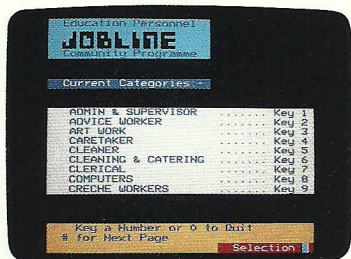 Education Personnel
JOBLINE
Community Programme
Current Categories:-
ADMIN & SUPERVISOR ....... Key 1
ADVICE WORKER ....... Key 2
ART WORK ....... Key 3
CARETAKER ....... Key 4
CLEANER ....... Key 5
CLEANING & CATERING ....... Key 6
CLERICAL ....... Key 7
COMPUTERS ....... Key 8
CRECHE WORKERS ....... Key 9
Key a Number or 0 to Quit
# for Next Page
Selection